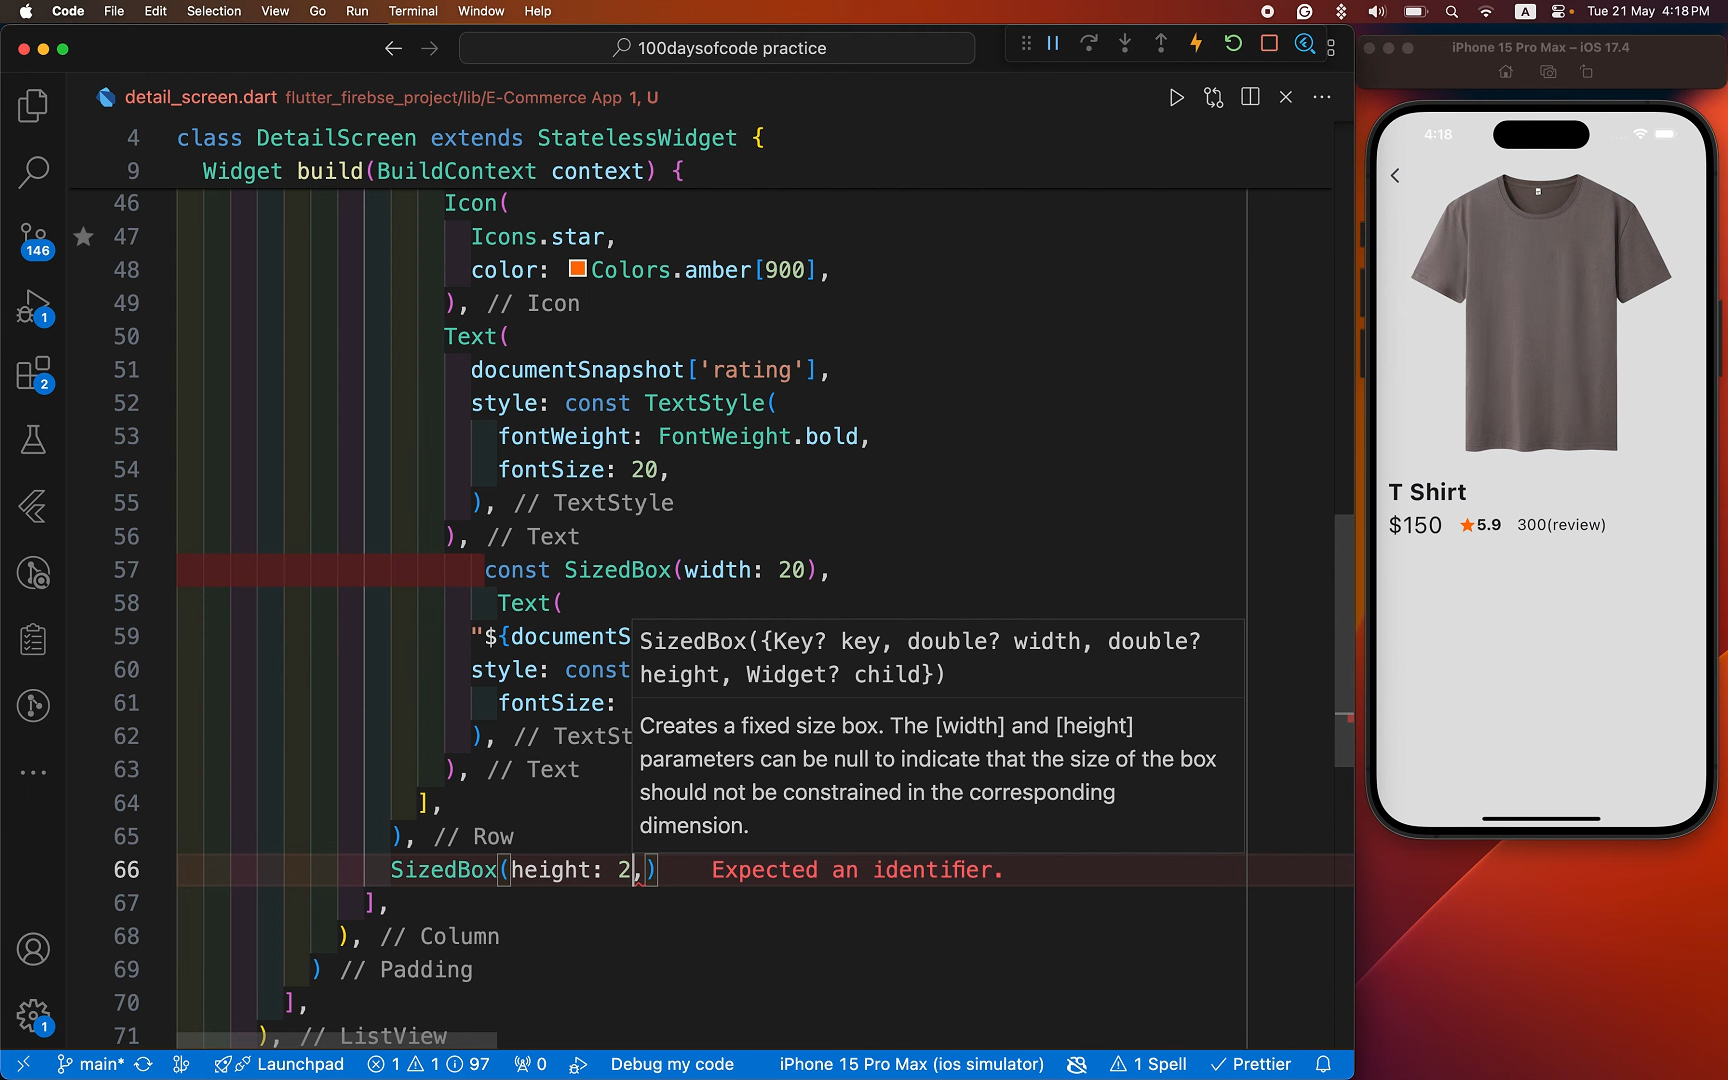 Code File Edit Selection View Go Run Terminal Window Help
A Tue 21 May 4:18 PM
100daysofcode practice
iPhone 15 Pro Max – iOS 17.4
detail_screen.dart flutter_firebse_project/lib/E-Commerce App 1, U
4 class DetailScreen extends StatelessWidget {
9 Widget build(BuildContext context) {
46 Icon(
47 Icons.star,
48 color: Colors.amber[900],
49 ), // Icon
50 Text(
51 documentSnapshot['rating'],
52 style: const TextStyle(
53 fontWeight: FontWeight.bold,
54 fontSize: 20,
55 ), // TextStyle
56 ), // Text
57 const SizedBox(width: 20),
58 Text(
59 "${documentS
60 style: const
61 fontSize:
62 ), // TextSt
63 ), // Text
64 ],
65 ), // Row
66 SizedBox(height: 2,) Expected an identifier.
67 ],
68 ), // Column
69 ) // Padding
70 ],
71 ), // ListView
SizedBox({Key? key, double? width, double?
height, Widget? child})
Creates a fixed size box. The [width] and [height]
parameters can be null to indicate that the size of the box
should not be constrained in the corresponding
dimension.
146
1
2
1
main* Launchpad 1 1 97 0 Debug my code iPhone 15 Pro Max (ios simulator) 1 Spell Prettier
4:18
T Shirt
$150 5.9 300(review)